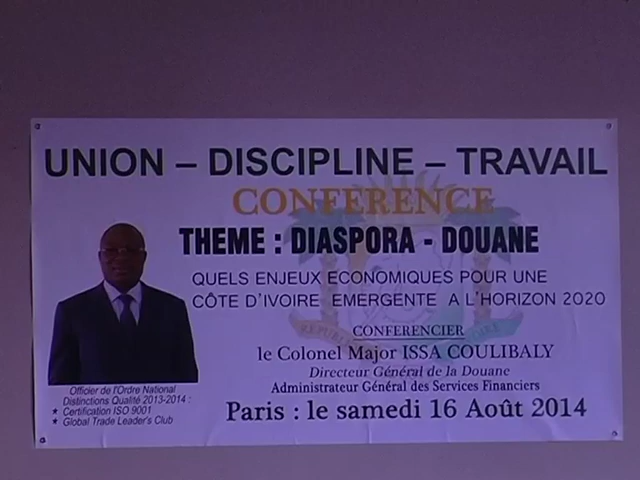 UNION – DISCIPLINE – TRAVAIL
CONFERENCE
THEME : DIASPORA - DOUANE
QUELS ENJEUX ECONOMIQUES POUR UNE
CÔTE D'IVOIRE EMERGENTE A L'HORIZON 2020
CONFERENCIER
le Colonel Major ISSA COULIBALY
Directeur Général de la Douane
Administrateur Général des Services Financiers
Paris : le samedi 16 Août 2014
Officier de l'Ordre National
Distinctions Qualité 2013-2014 :
★ Certification ISO 9001
★ Global Trade Leader's Club